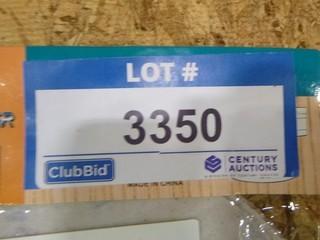 LOT #
3350
ClubBid
CENTURY
AUCTIONS
MADE IN CHINA